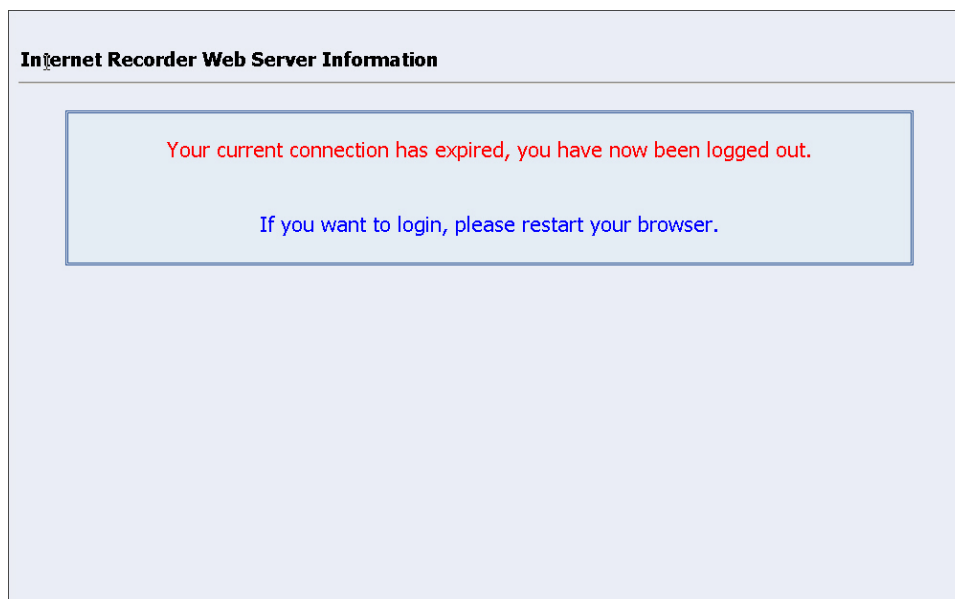 Internet Recorder Web Server Information
Your current connection has expired, you have now been logged out.
If you want to login, please restart your browser.